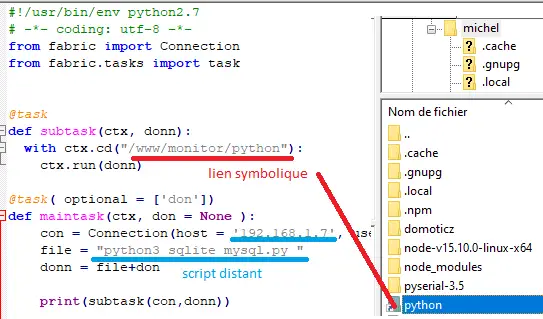 #!/usr/bin/env python2.7
# -*- coding: utf-8 -*-
from fabric import Connection
from fabric.tasks import task
@task
def subtask(ctx, donn):
with ctx.cd("/www/monitor/python"):
ctx.run(donn)
lien symbolique
@task( optional = ['don'])
def maintask(ctx, don = None ):
con = Connection(host = '192.168.1.7', use
file = "python3 sqlite_mysql.py "
donn = file+don
script distant
print(subtask(con,donn))
michel
.cache
.gnupg
.local
Nom de fichier
..
.cache
.gnupg
.local
.npm
domoticz
node-v15.10.0-linux-x64
node_modules
pyserial-3.5
python